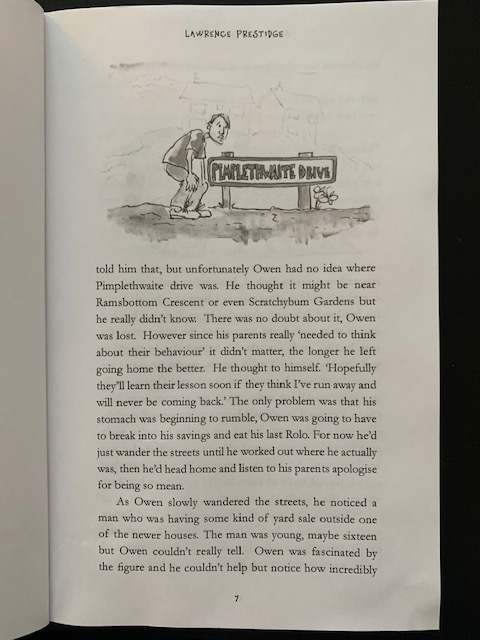 LAWRENCE PRESTIDGE
PIMPLETHWAITE DRIVE
told him that, but unfortunately Owen had no idea where
Pimplethwaite drive was. He thought it might be near
Ramsbottom Crescent or even Scratchybum Gardens but
he really didn't know. There was no doubt about it, Owen
was lost. However since his parents really 'needed to think
about their behaviour' it didn't matter, the longer he left
going home the better. He thought to himself. 'Hopefully
they'll learn their lesson soon if they think I've run away and
will never be coming back.' The only problem was that his
stomach was beginning to rumble, Owen was going to have
to break into his savings and eat his last Rolo. For now he'd
just wander the streets until he worked out where he actually
was, then he'd head home and listen to his parents apologise
for being so mean.
As Owen slowly wandered the streets, he noticed a
man who was having some kind of yard sale outside one
of the newer houses. The man was young, maybe sixteen
but Owen couldn't really tell. Owen was fascinated by
the figure and he couldn't help but notice how incredibly
7